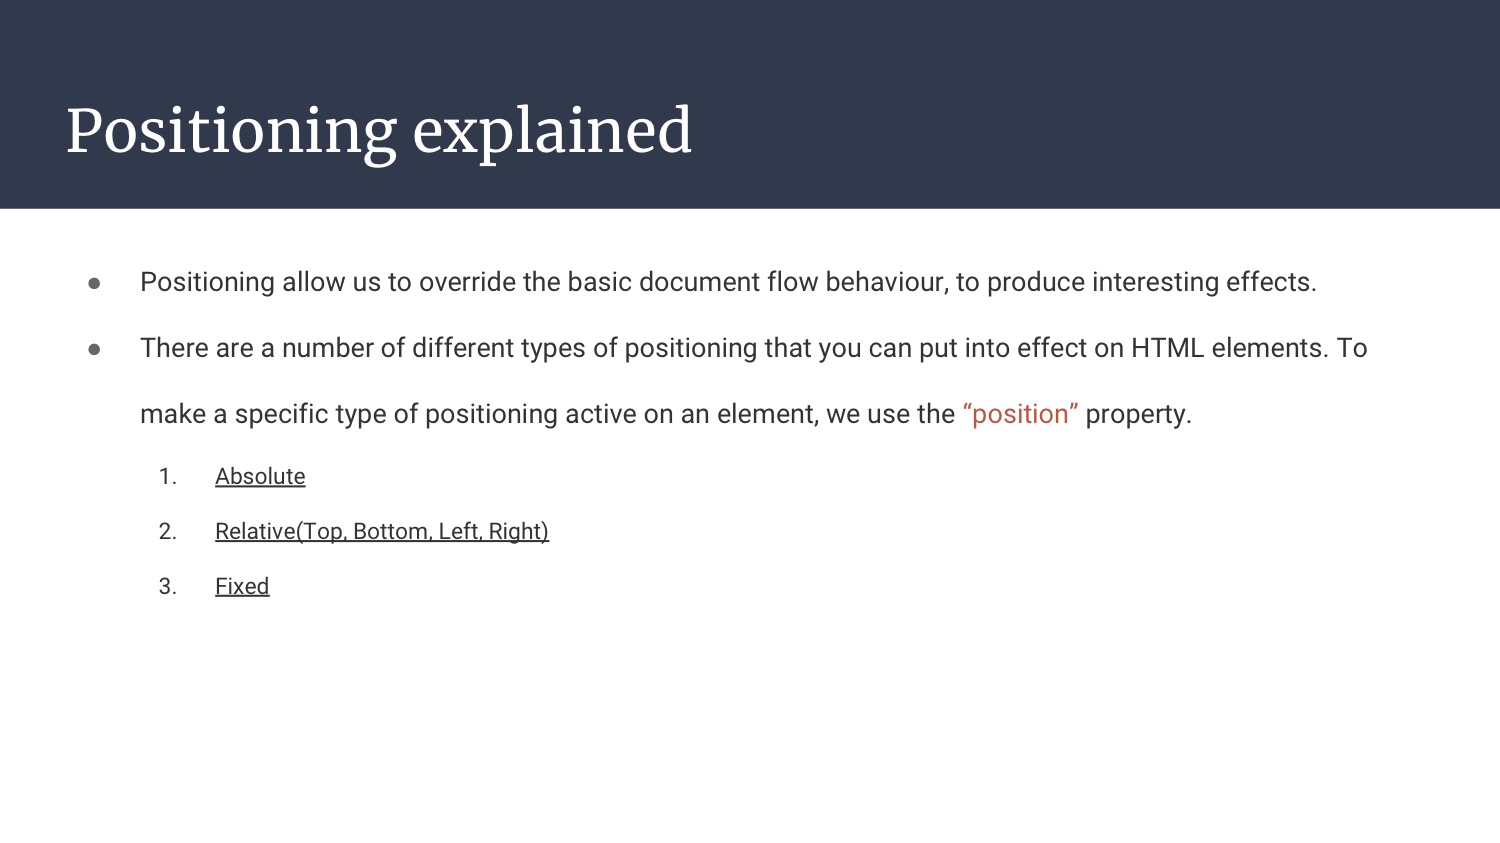 Positioning explained
● Positioning allow us to override the basic document flow behaviour, to produce interesting effects.
● There are a number of different types of positioning that you can put into effect on HTML elements. To
make a specific type of positioning active on an element, we use the “position” property.
1. Absolute
2. Relative(Top, Bottom, Left, Right)
3. Fixed